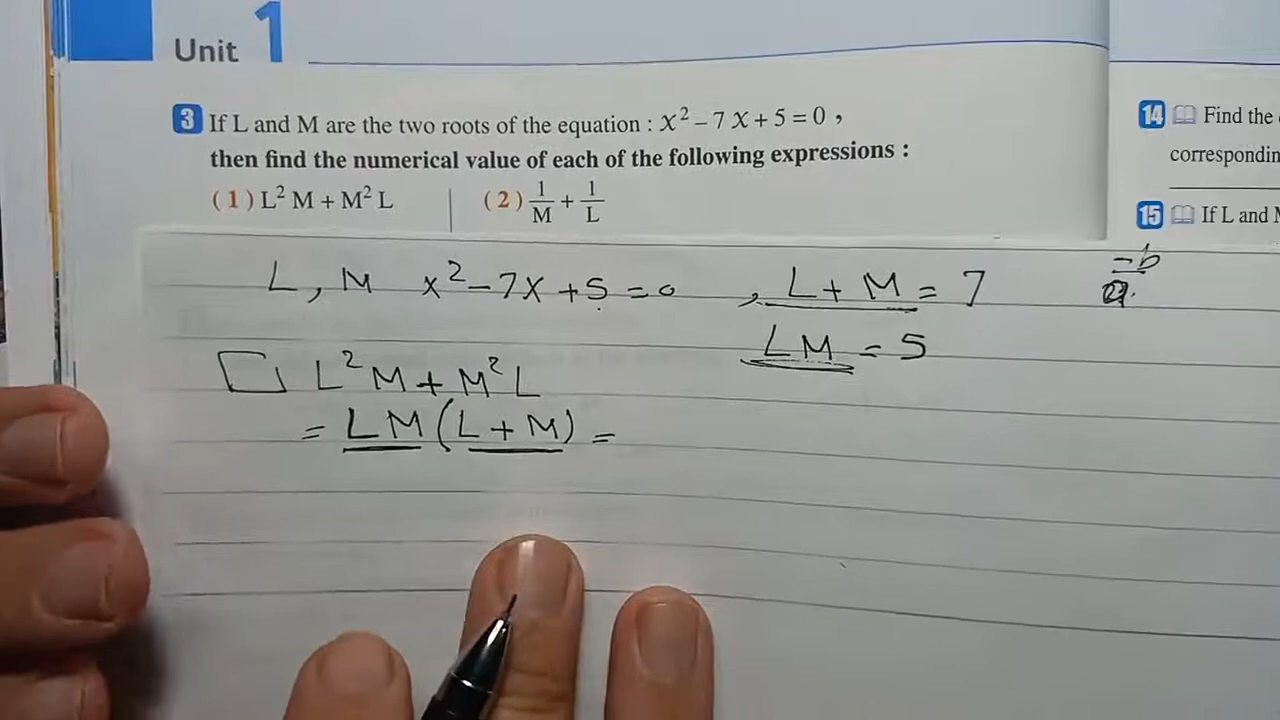 Unit 1
3 If L and M are the two roots of the equation : x² – 7 x + 5 = 0 ,
then find the numerical value of each of the following expressions :
(1) L² M + M² L
(2) 1/M + 1/L
14 Find the
correspondin
15 If L and M
L, M x² – 7x + 5 = 0 , L + M = 7
-b/a
LM = 5
L²M + M²L
= LM(L + M) =